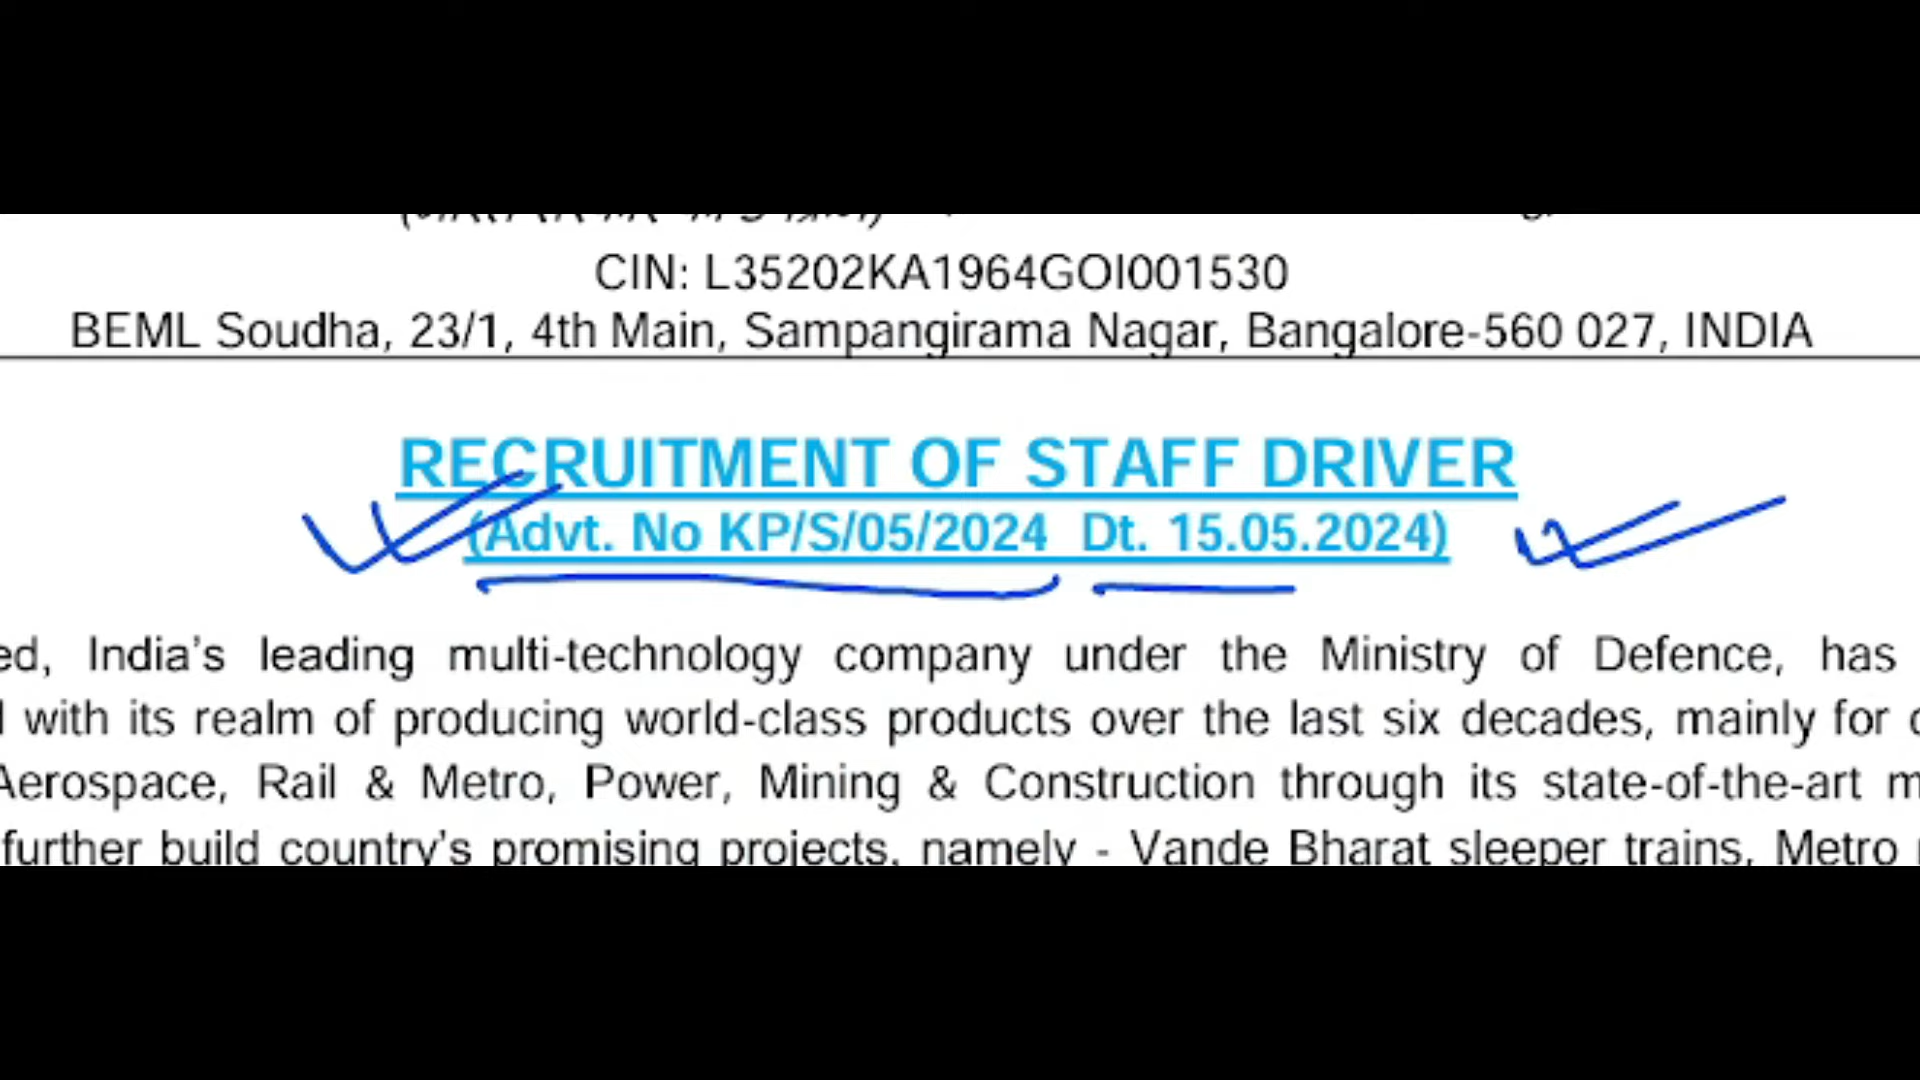 CIN: L35202KA1964GOI001530
BEML Soudha, 23/1, 4th Main, Sampangirama Nagar, Bangalore-560 027, INDIA
RECRUITMENT OF STAFF DRIVER
(Advt. No KP/S/05/2024 Dt. 15.05.2024)
ed, India's leading multi-technology company under the Ministry of Defence, has
with its realm of producing world-class products over the last six decades, mainly for
Aerospace, Rail & Metro, Power, Mining & Construction through its state-of-the-art m
further build country's promising projects, namely - Vande Bharat sleeper trains, Metro